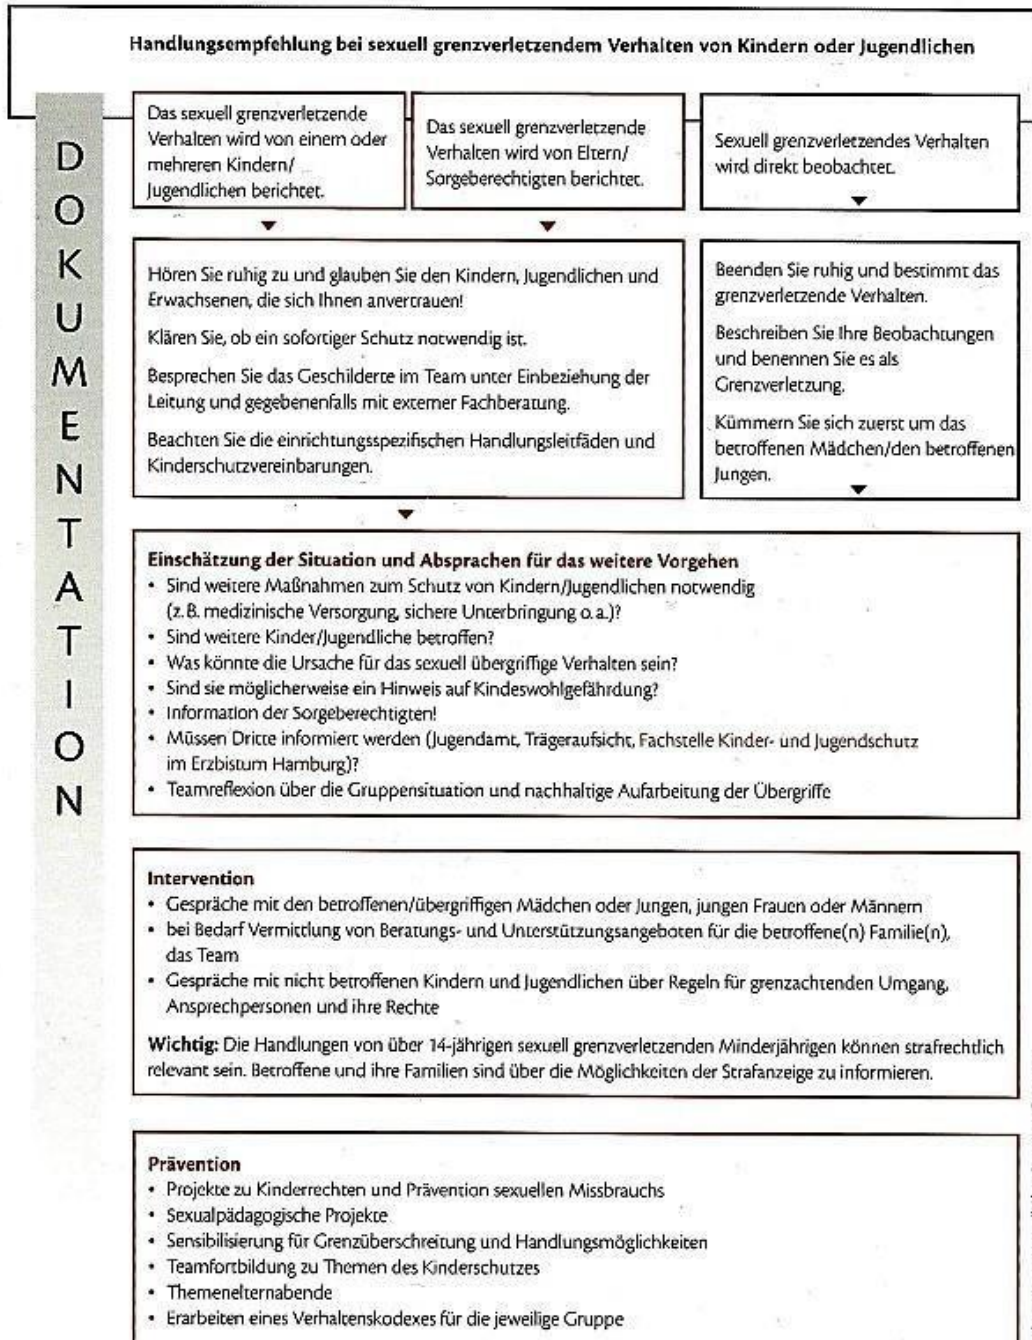 Handlungsempfehlung bei sexuell grenzverletzendem Verhalten von Kindern oder Jugendlichen
DOKUMENTATION
Das sexuell grenzverletzende
Verhalten wird von einem oder
mehreren Kindern/
Jugendlichen berichtet.
Das sexuell grenzverletzende
Verhalten wird von Eltern/
Sorgeberechtigten berichtet.
Sexuell grenzverletzendes Verhalten
wird direkt beobachtet.
Hören Sie ruhig zu und glauben Sie den Kindern, Jugendlichen und
Erwachsenen, die sich Ihnen anvertrauen!
Klären Sie, ob ein sofortiger Schutz notwendig ist.
Besprechen Sie das Geschilderte im Team unter Einbeziehung der
Leitung und gegebenenfalls mit externer Fachberatung.
Beachten Sie die einrichtungsspezifischen Handlungsleitfäden und
Kinderschutzvereinbarungen.
Beenden Sie ruhig und bestimmt das
grenzverletzende Verhalten.
Beschreiben Sie Ihre Beobachtungen
und benennen Sie es als
Grenzverletzung.
Kümmern Sie sich zuerst um das
betroffenen Mädchen/den betroffenen
Jungen.
Einschätzung der Situation und Absprachen für das weitere Vorgehen
• Sind weitere Maßnahmen zum Schutz von Kindern/Jugendlichen notwendig
(z. B. medizinische Versorgung, sichere Unterbringung o. a.)?
• Sind weitere Kinder/Jugendliche betroffen?
• Was könnte die Ursache für das sexuell übergriffige Verhalten sein?
• Sind sie möglicherweise ein Hinweis auf Kindeswohlgefährdung?
• Information der Sorgeberechtigten!
• Müssen Dritte informiert werden (Jugendamt, Trägeraufsicht, Fachstelle Kinder- und Jugendschutz
im Erzbistum Hamburg)?
• Teamreflexion über die Gruppensituation und nachhaltige Aufarbeitung der Übergriffe
Intervention
• Gespräche mit den betroffenen/übergriffigen Mädchen oder Jungen, jungen Frauen oder Männern
• bei Bedarf Vermittlung von Beratungs- und Unterstützungsangeboten für die betroffene(n) Familie(n),
das Team
• Gespräche mit nicht betroffenen Kindern und Jugendlichen über Regeln für grenzachtenden Umgang,
Ansprechpersonen und ihre Rechte
Wichtig: Die Handlungen von über 14-jährigen sexuell grenzverletzenden Minderjährigen können strafrechtlich
relevant sein. Betroffene und ihre Familien sind über die Möglichkeiten der Strafanzeige zu informieren.
Prävention
• Projekte zu Kinderrechten und Prävention sexuellen Missbrauchs
• Sexualpädagogische Projekte
• Sensibilisierung für Grenzüberschreitung und Handlungsmöglichkeiten
• Teamfortbildung zu Themen des Kinderschutzes
• Themenelternabende
• Erarbeiten eines Verhaltenskodexes für die jeweilige Gruppe